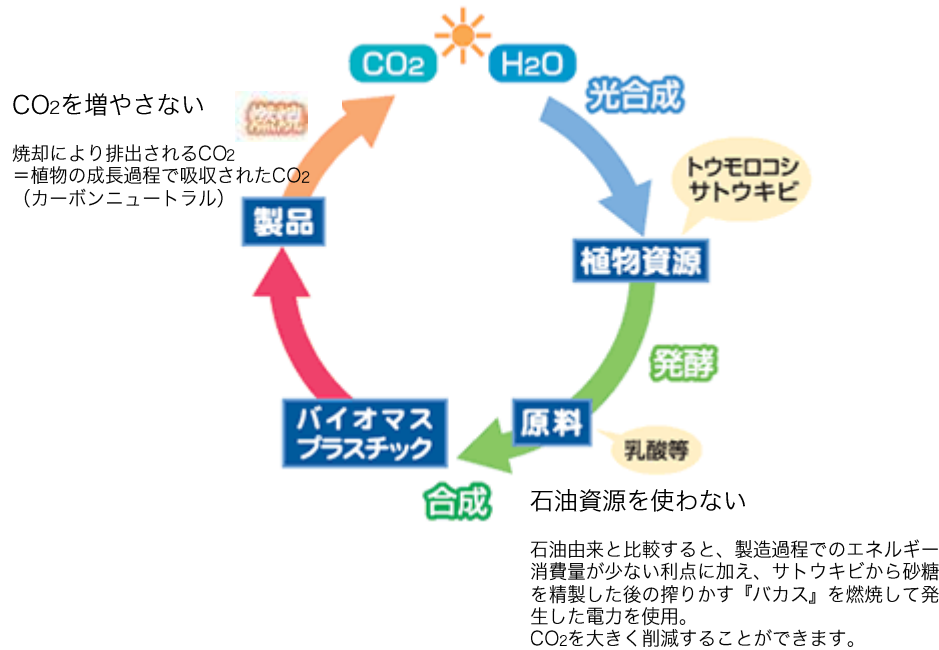 CO2
H2O
光合成
CO2を増やさない
焼却により排出されるCO2
＝植物の成長過程で吸収されたCO2
（カーボンニュートラル）
トウモロコシ
サトウキビ
製品
植物資源
発酵
バイオマス
プラスチック
原料
乳酸等
合成
石油資源を使わない
石油由来と比較すると、製造過程でのエネルギー
消費量が少ない利点に加え、サトウキビから砂糖
を精製した後の搾りかす『バカス』を燃焼して発
生した電力を使用。
CO2を大きく削減することができます。